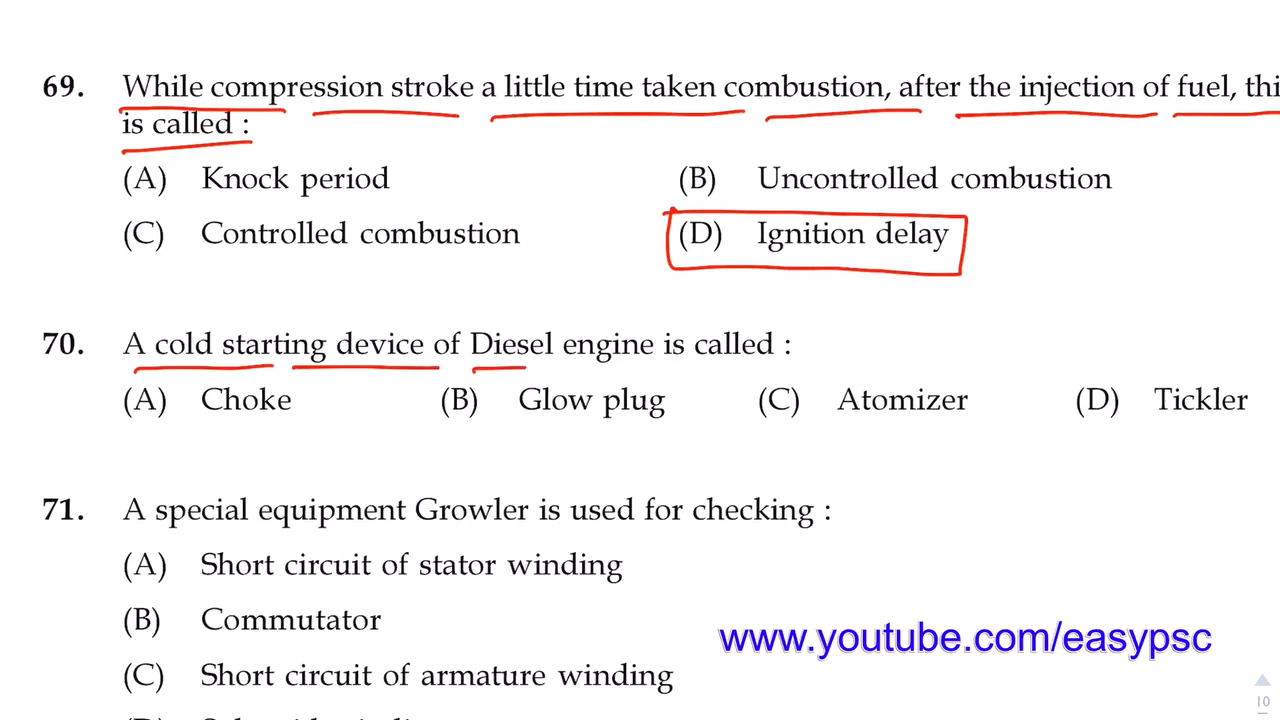 69. While compression stroke a little time taken combustion, after the injection of fuel, thi
is called :
(A) Knock period (B) Uncontrolled combustion
(C) Controlled combustion (D) Ignition delay
70. A cold starting device of Diesel engine is called :
(A) Choke (B) Glow plug (C) Atomizer (D) Tickler
71. A special equipment Growler is used for checking :
(A) Short circuit of stator winding
(B) Commutator
www.youtube.com/easypsc
(C) Short circuit of armature winding
10